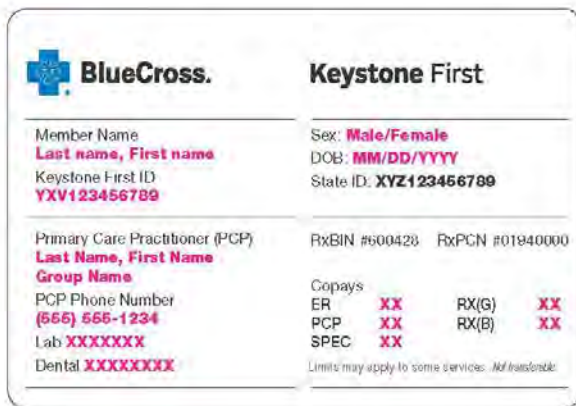 BlueCross.
Keystone First
Member Name
Last name, First name
Keystone First ID
YXV123456789
Sex: Male/Female
DOB: MM/DD/YYYY
State ID: XYZ123456789
Primary Care Practitioner (PCP)
Last Name, First Name
Group Name
PCP Phone Number
(555) 555-1234
Lab XXXXXXX
Dental XXXXXXXX
RxBIN #600428 RxPCN #01940000
Copays
ER XX RX(G) XX
PCP XX RX(B) XX
SPEC XX
Limits may apply to some services. Not transferable.